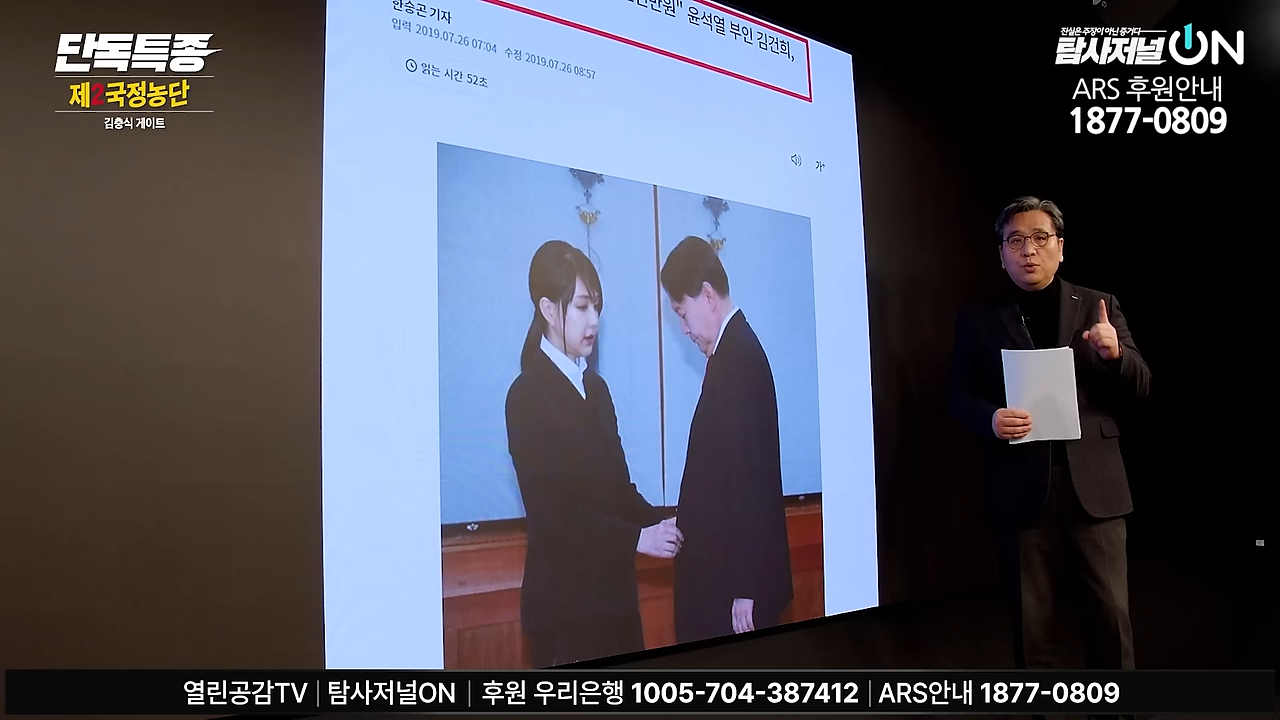 단독특종
제2국정농단
김충식 게이트
윤석열 부인 김건희,
한승곤 기자
입력 2019.07.26 07:04 수정 2019.07.26 08:57
읽는 시간 52초
가+
진실은 주장이 아닌 증거다
탐사저널ON
ARS 후원안내
1877-0809
열린공감TV | 탐사저널ON | 후원 우리은행 1005-704-387412 | ARS안내 1877-0809